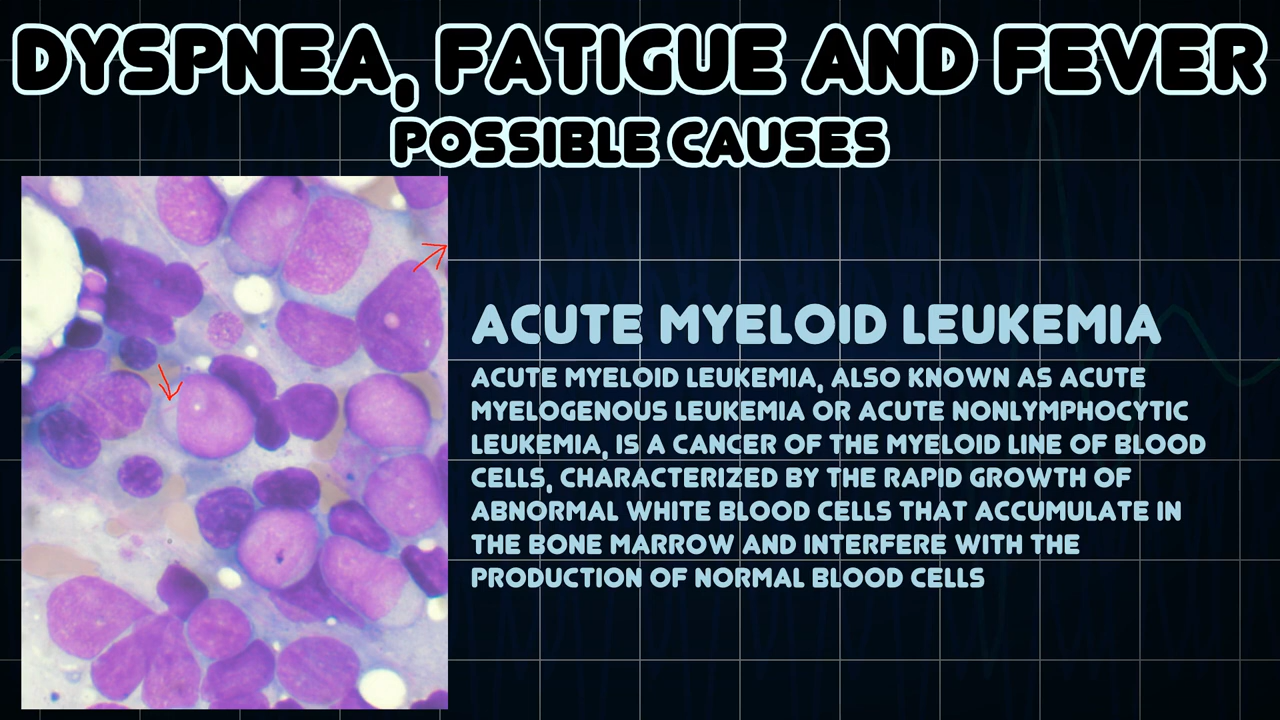 DYSPNEA, FATIGUE AND FEVER
POSSIBLE CAUSES
ACUTE MYELOID LEUKEMIA
ACUTE MYELOID LEUKEMIA, ALSO KNOWN AS ACUTE
MYELOGENOUS LEUKEMIA OR ACUTE NONLYMPHOCYTIC
LEUKEMIA, IS A CANCER OF THE MYELOID LINE OF BLOOD
CELLS, CHARACTERIZED BY THE RAPID GROWTH OF
ABNORMAL WHITE BLOOD CELLS THAT ACCUMULATE IN
THE BONE MARROW AND INTERFERE WITH THE
PRODUCTION OF NORMAL BLOOD CELLS